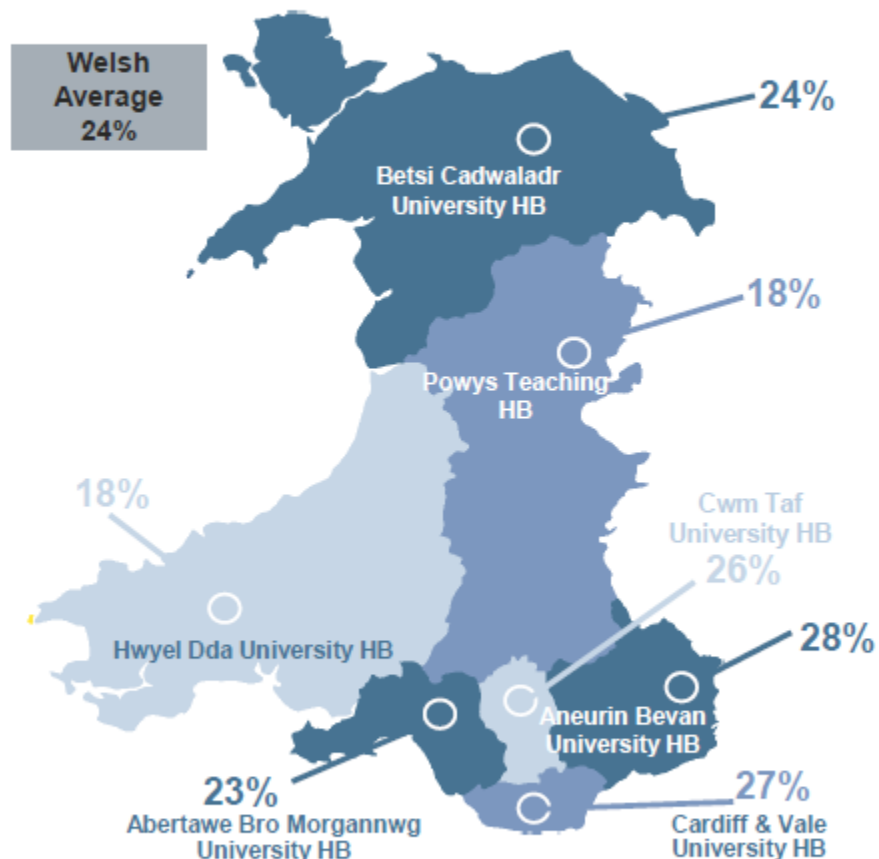 Welsh
Average
24%
24%
Betsi Cadwaladr
University HB
18%
Powys Teaching
HB
18%
Cwm Taf
University HB
26%
Hwyel Dda University HB
28%
Aneurin Bevan
University HB
23%
Abertawe Bro Morgannwg
University HB
27%
Cardiff & Vale
University HB